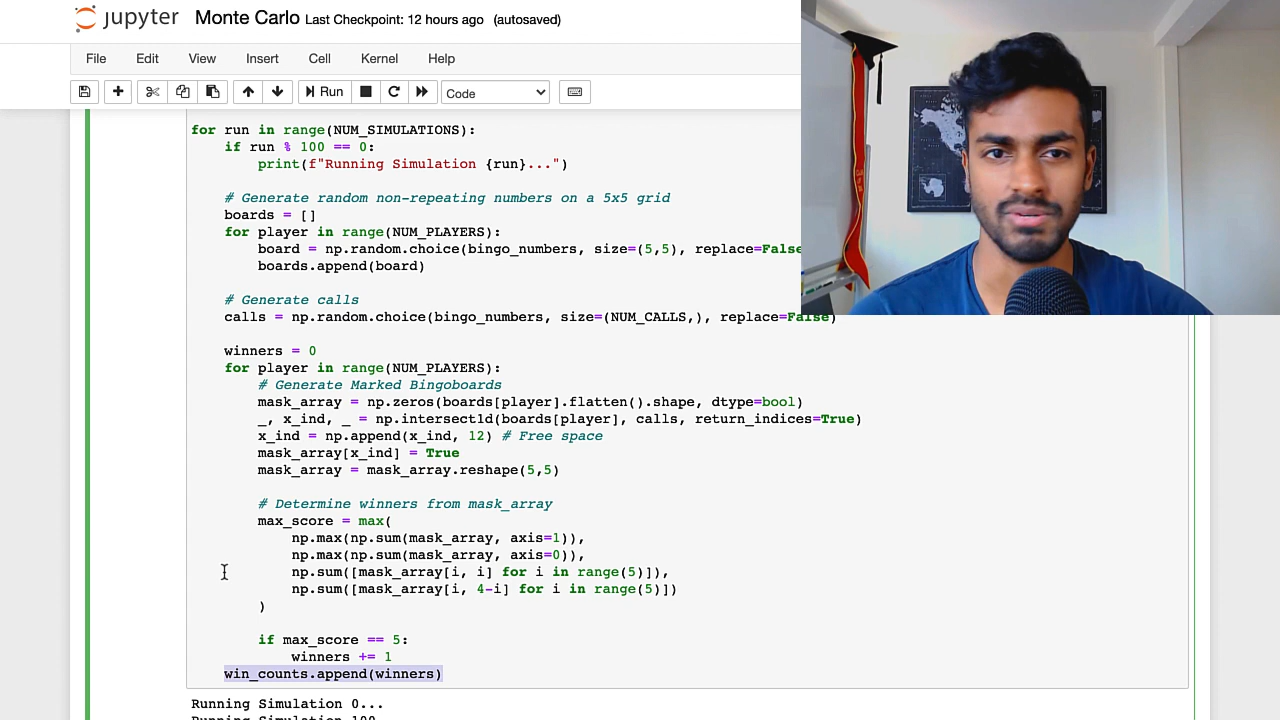 jupyter Monte Carlo Last Checkpoint: 12 hours ago (autosaved)
File Edit View Insert Cell Kernel Help
Run Code
for run in range(NUM_SIMULATIONS):
if run % 100 == 0:
print(f"Running Simulation {run}...")
# Generate random non-repeating numbers on a 5x5 grid
boards = []
for player in range(NUM_PLAYERS):
board = np.random.choice(bingo_numbers, size=(5,5), replace=False
boards.append(board)
# Generate calls
calls = np.random.choice(bingo_numbers, size=(NUM_CALLS,), replace=False)
winners = 0
for player in range(NUM_PLAYERS):
# Generate Marked Bingoboards
mask_array = np.zeros(boards[player].flatten().shape, dtype=bool)
_, x_ind, _ = np.intersect1d(boards[player], calls, return_indices=True)
x_ind = np.append(x_ind, 12) # Free space
mask_array[x_ind] = True
mask_array = mask_array.reshape(5,5)
# Determine winners from mask_array
max_score = max(
np.max(np.sum(mask_array, axis=1)),
np.max(np.sum(mask_array, axis=0)),
np.sum([mask_array[i, i] for i in range(5)]),
np.sum([mask_array[i, 4-i] for i in range(5)])
)
if max_score == 5:
winners += 1
win_counts.append(winners)
Running Simulation 0...
Running Simulation 100